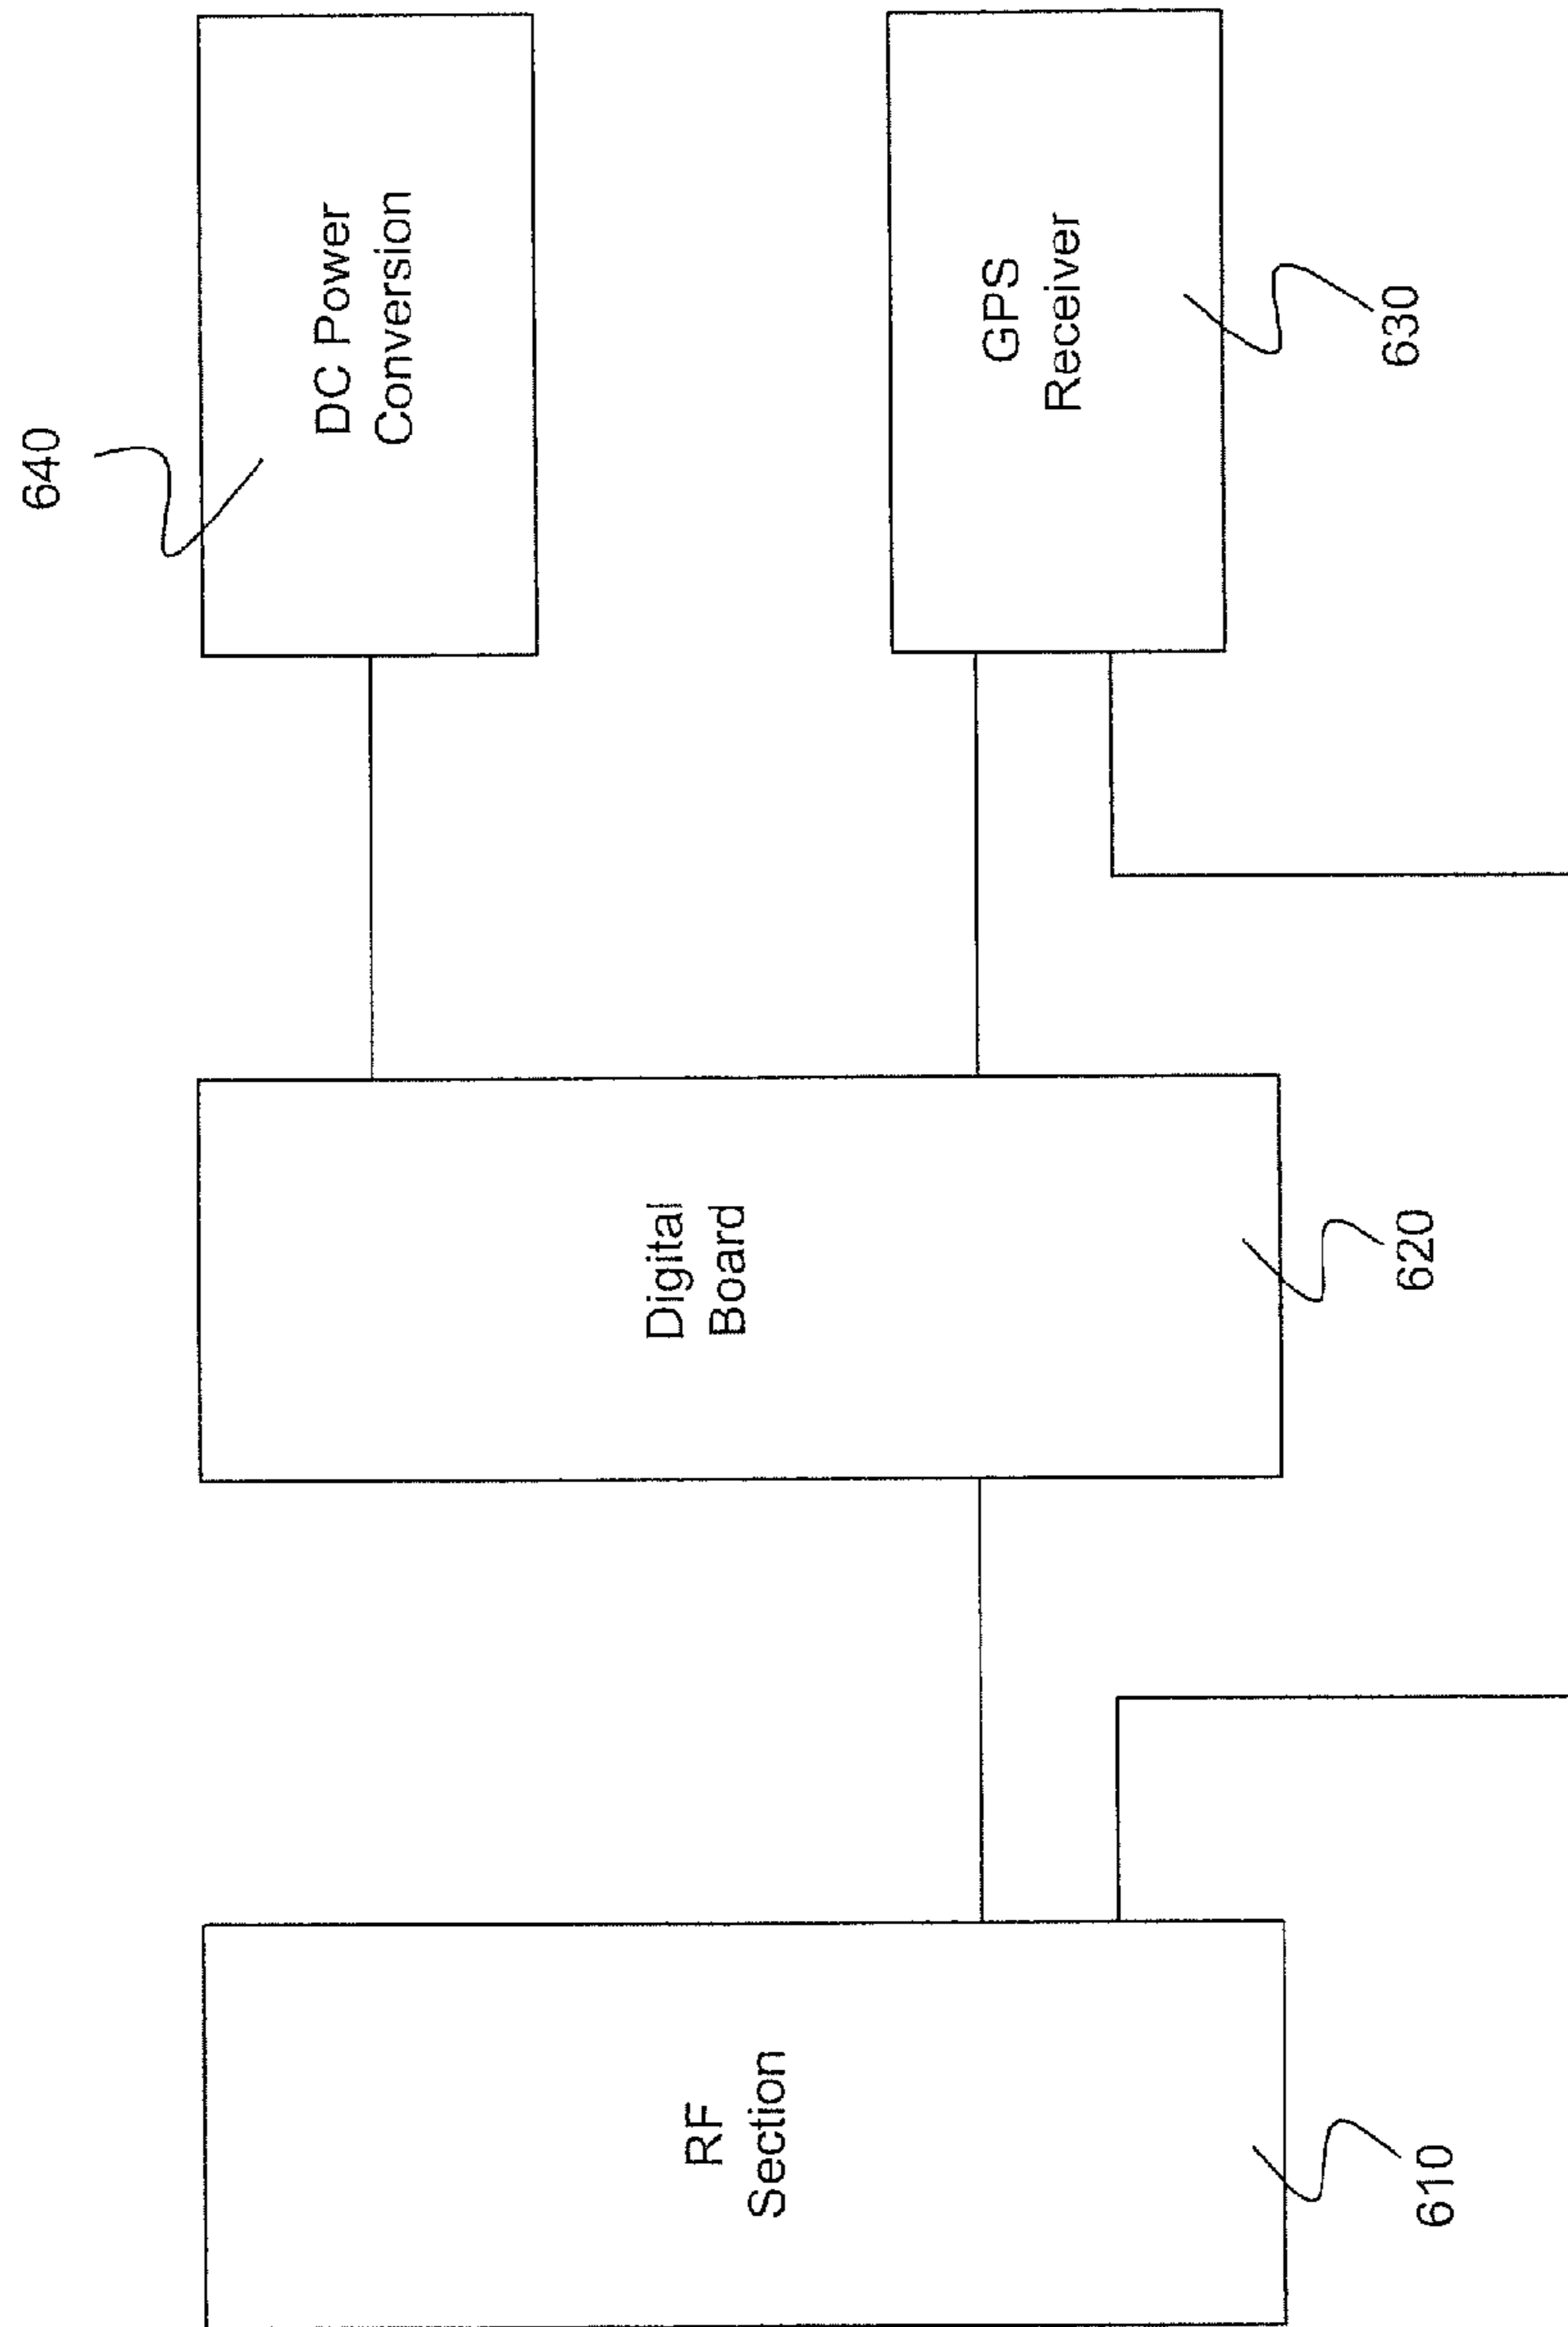 640
DC Power
Conversion
GPS
Receiver
630
Digital
Board
620
RF
Section
610